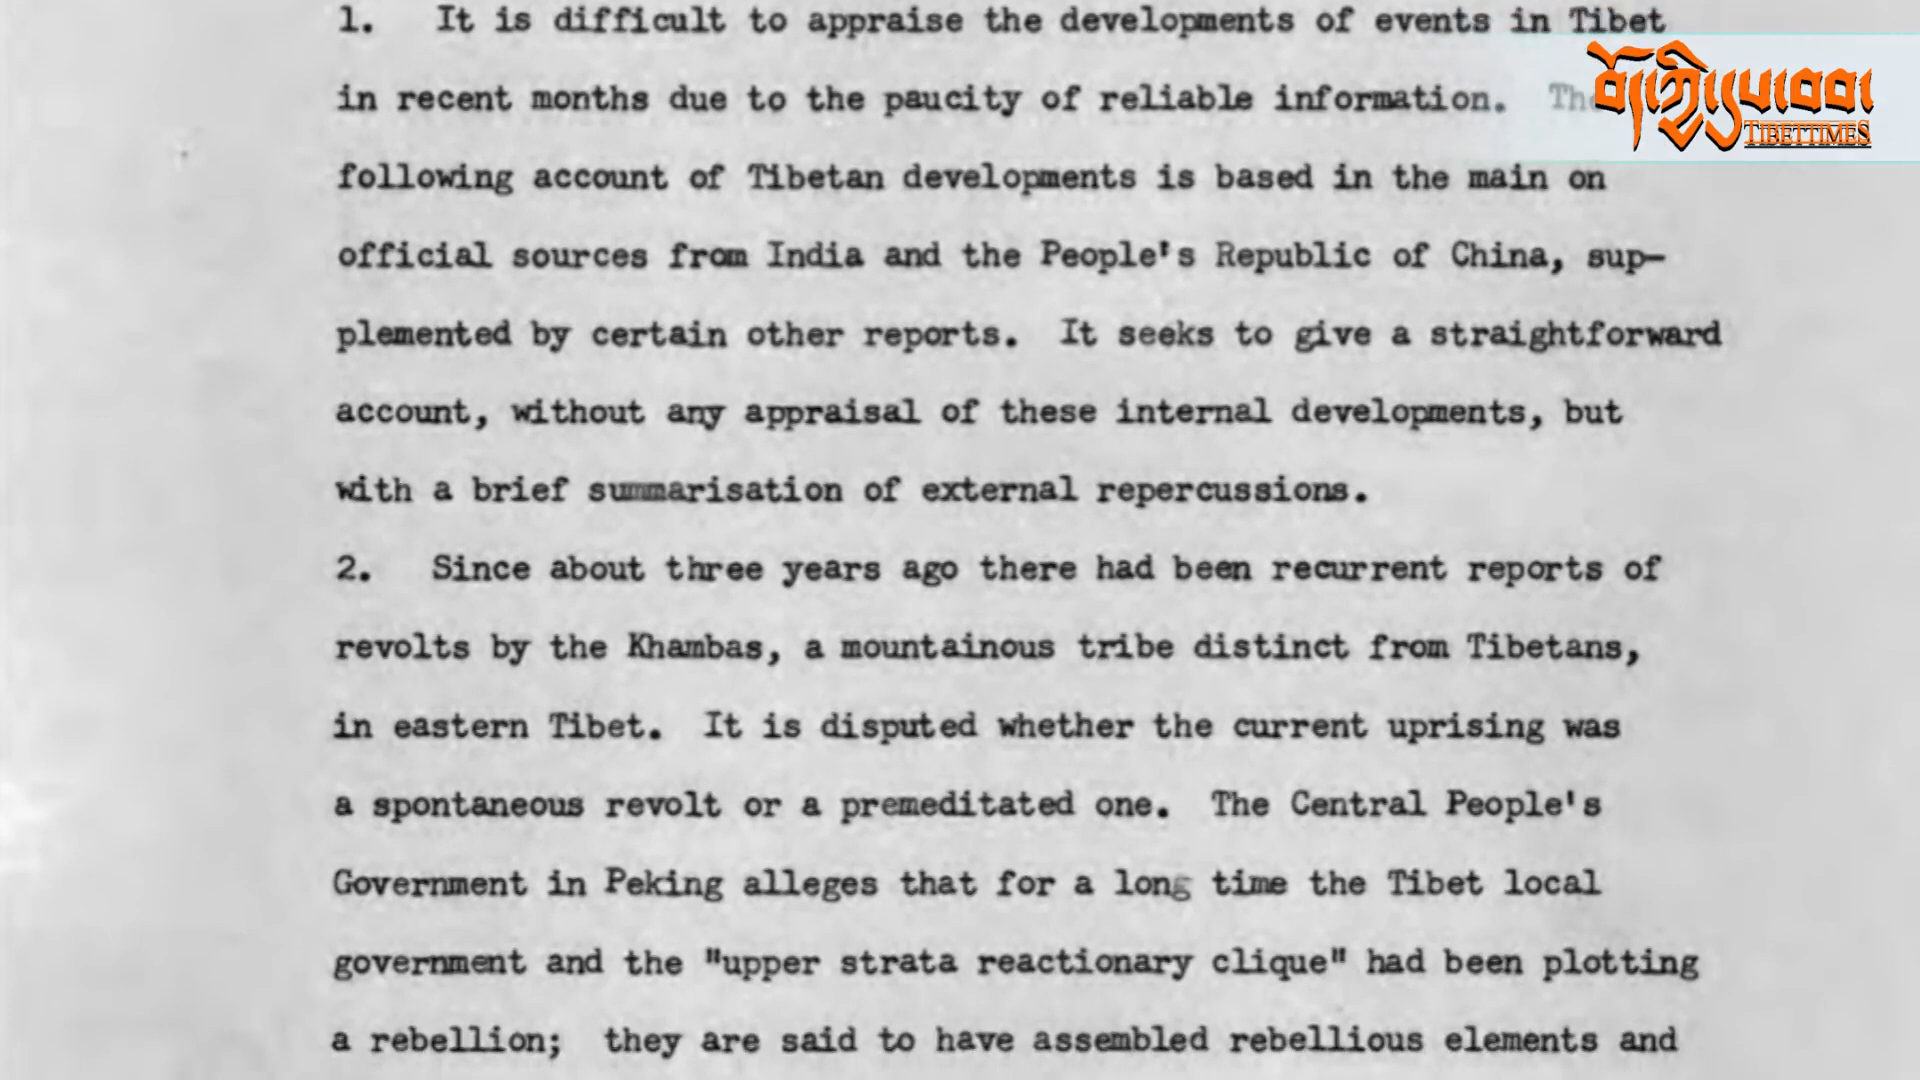 1. It is difficult to appraise the developments of events in Tibet
in recent months due to the paucity of reliable information. The
following account of Tibetan developments is based in the main on
official sources from India and the People's Republic of China, sup-
plemented by certain other reports. It seeks to give a straightforward
account, without any appraisal of these internal developments, but
with a brief summarisation of external repercussions.
2. Since about three years ago there had been recurrent reports of
revolts by the Khambas, a mountainous tribe distinct from Tibetans,
in eastern Tibet. It is disputed whether the current uprising was
a spontaneous revolt or a premeditated one. The Central People's
Government in Peking alleges that for a long time the Tibet local
government and the "upper strata reactionary clique" had been plotting
a rebellion; they are said to have assembled rebellious elements and
བོད་ཀྱི་དུས་བབ།
TIBETTIMES